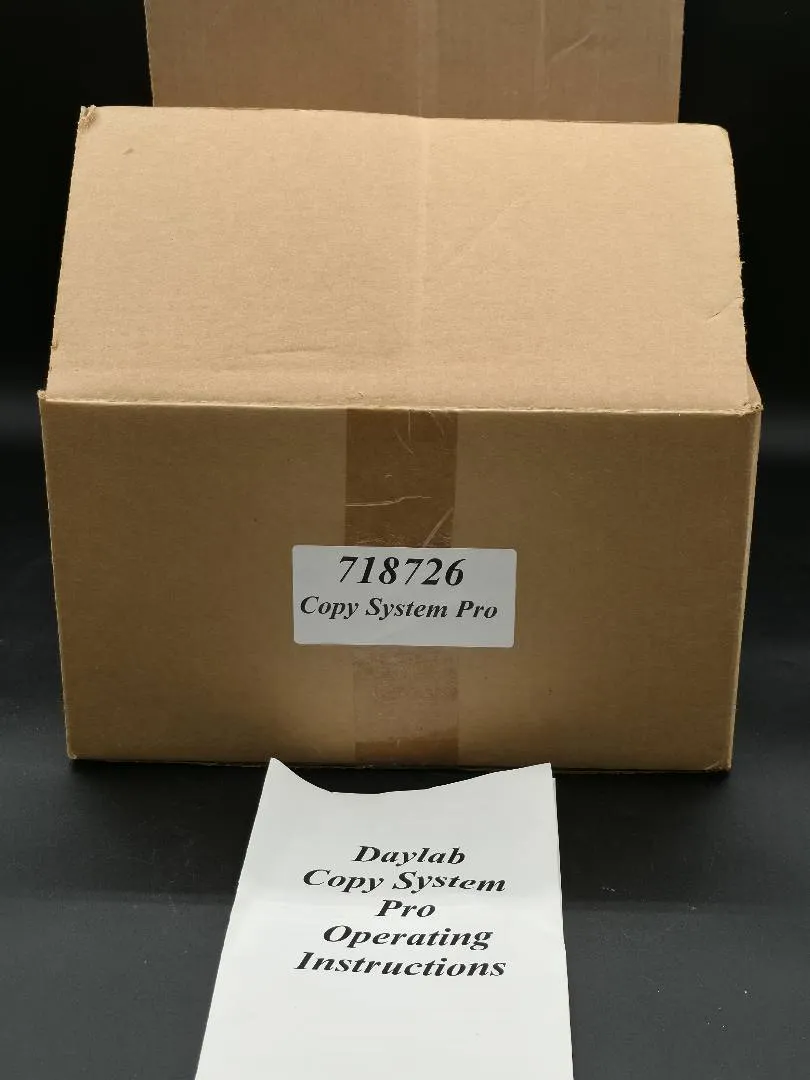 718726
Copy System Pro
Daylab
Copy System
Pro
Operating
Instructions